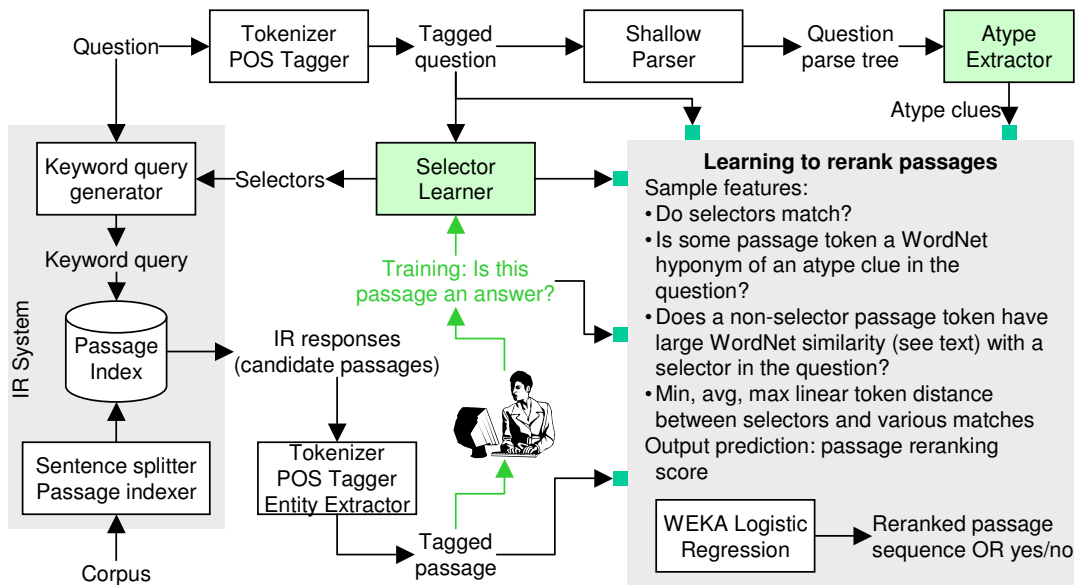 Question
Tokenizer
POS Tagger
Tagged
question
Shallow
Parser
Question
parse tree
Atype
Extractor
Atype clues
IR System
Keyword query
generator
Selectors
Selector
Learner
Keyword query
Training: Is this
passage an answer?
Passage
Index
IR responses
(candidate passages)
Sentence splitter
Passage indexer
Tokenizer
POS Tagger
Entity Extractor
Corpus
Tagged
passage
Learning to rerank passages
Sample features:
• Do selectors match?
• Is some passage token a WordNet
hyponym of an atype clue in the
question?
• Does a non-selector passage token have
large WordNet similarity (see text) with a
selector in the question?
• Min, avg, max linear token distance
between selectors and various matches
Output prediction: passage reranking
score
WEKA Logistic
Regression
Reranked passage
sequence OR yes/no